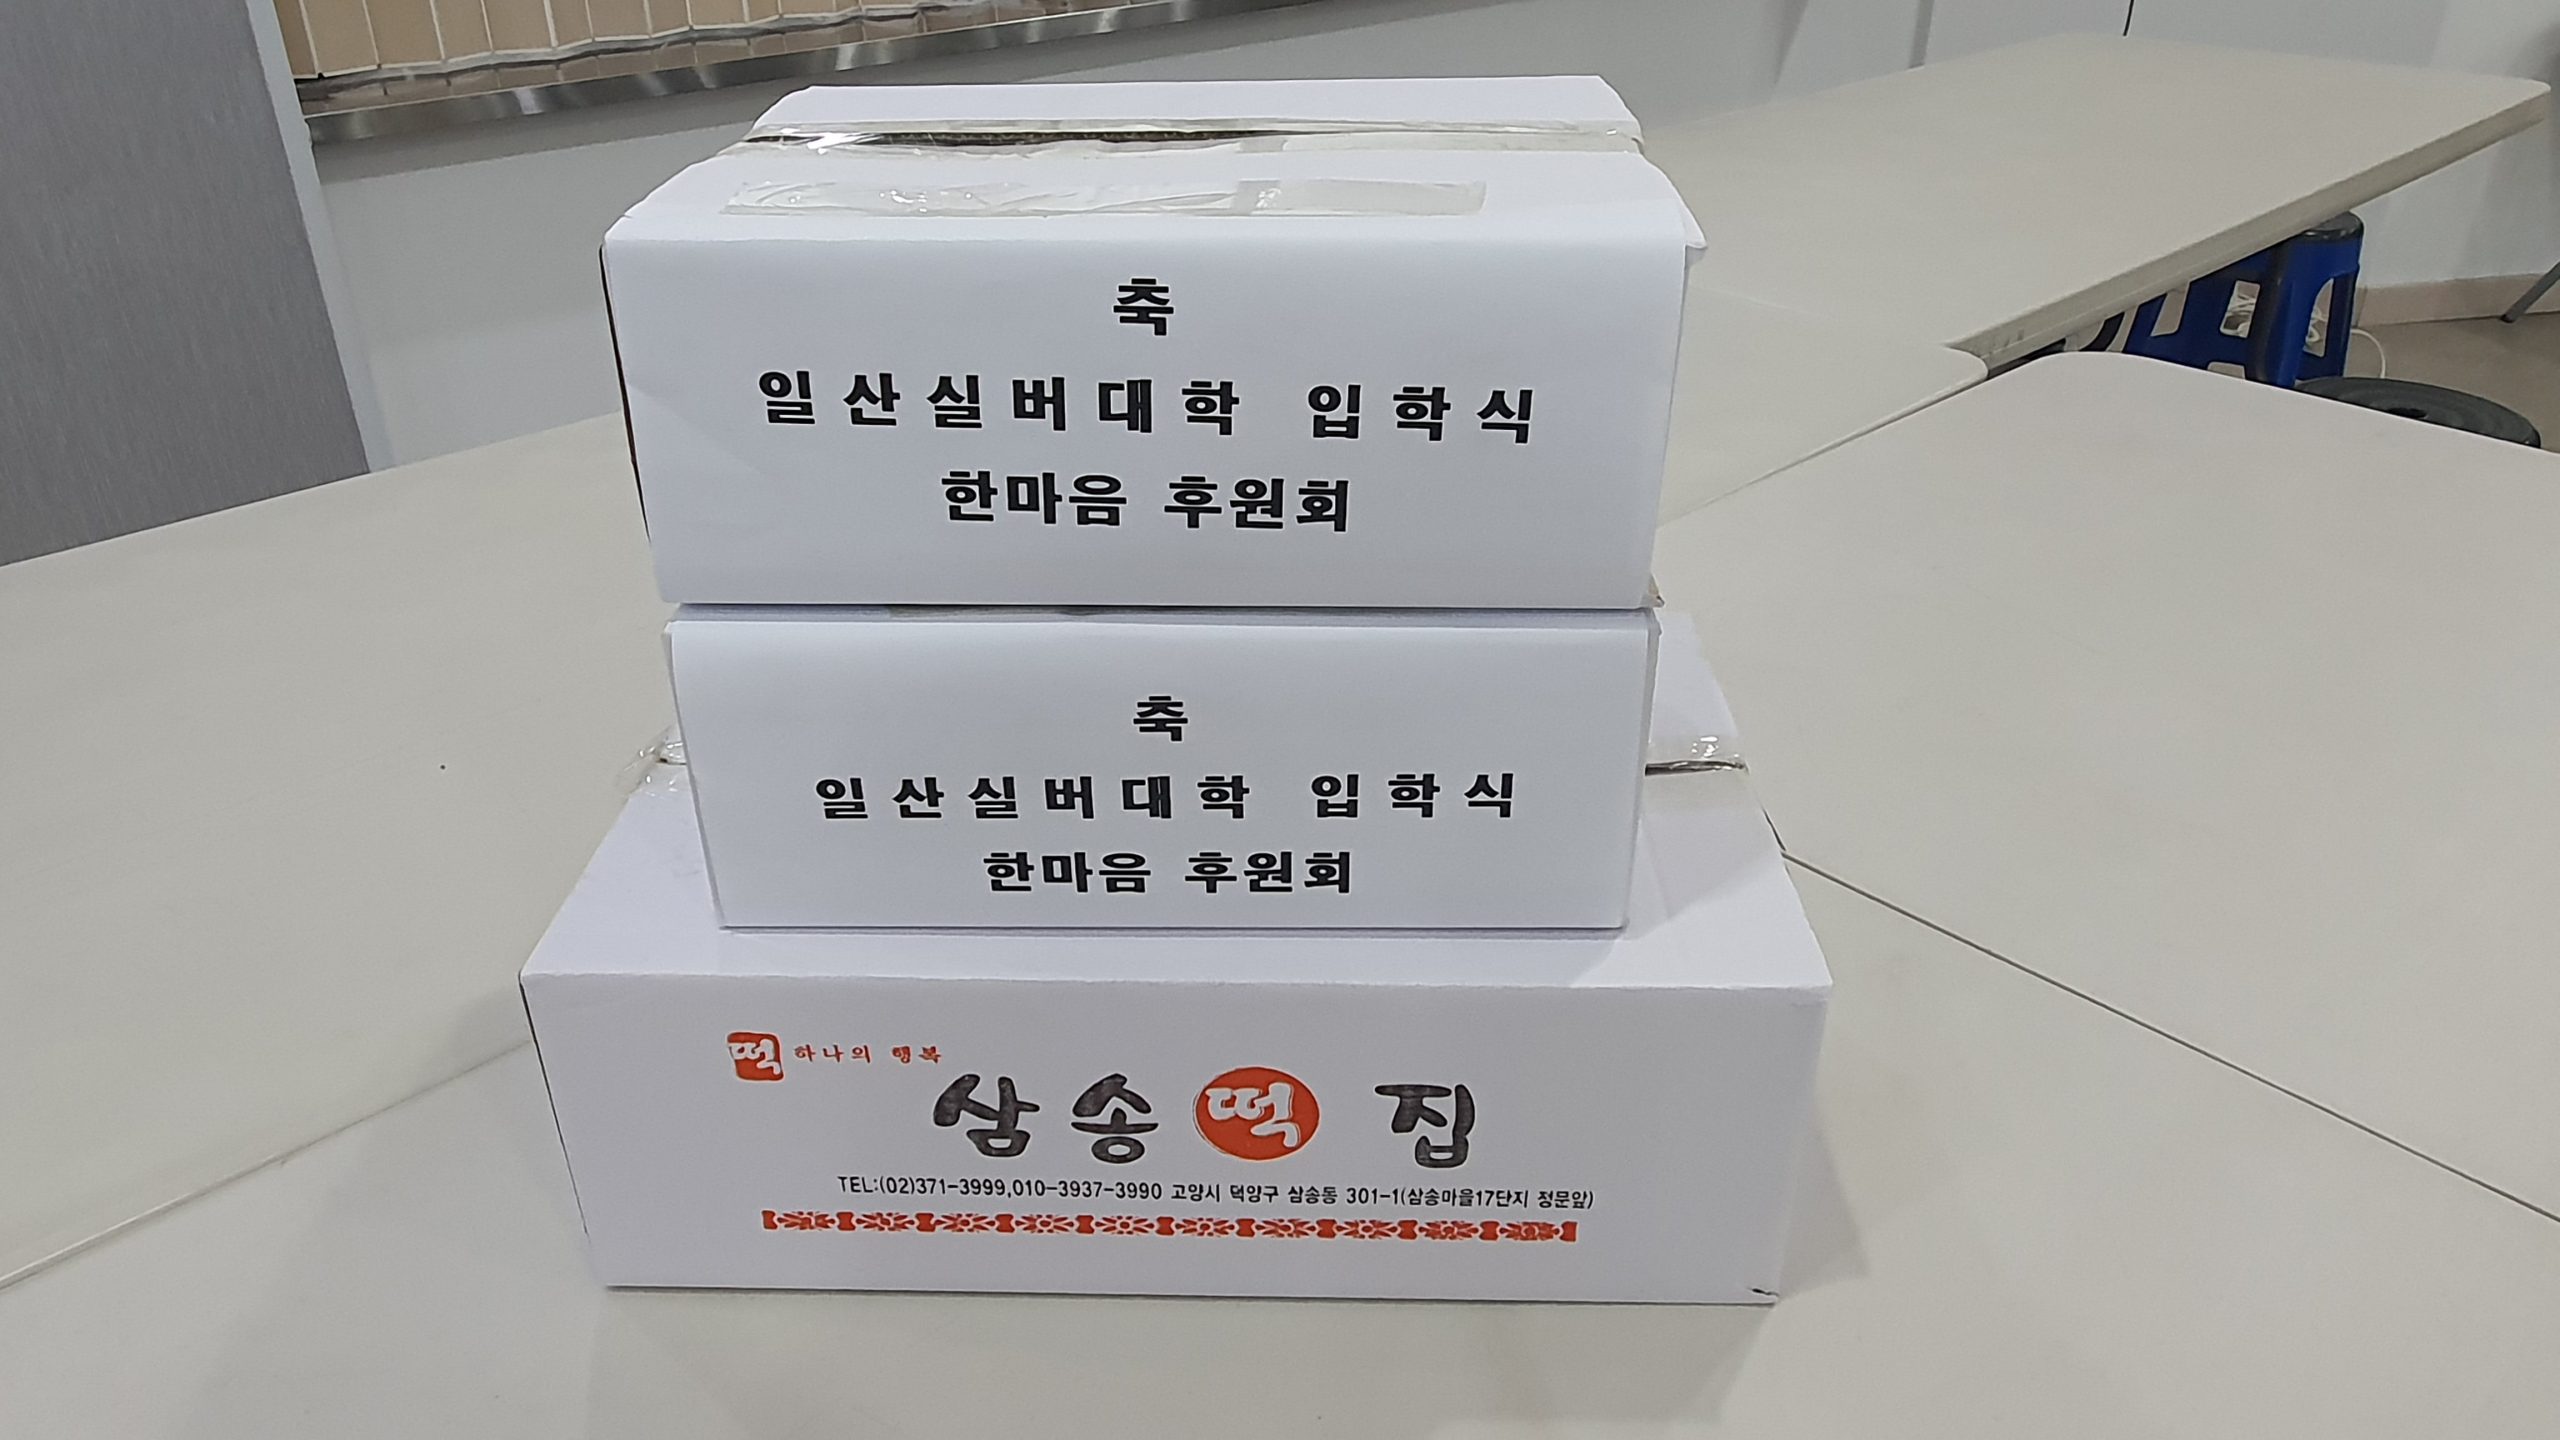 축
일산실버대학 입학식
한마음 후원회
축
일산실버대학 입학식
한마음 후원회
떡 하나의 행복
삼송떡집
TEL:(02)371-3999,010-3937-3990 고양시 덕양구 삼송동 301-1(삼송마을17단지 정문앞)